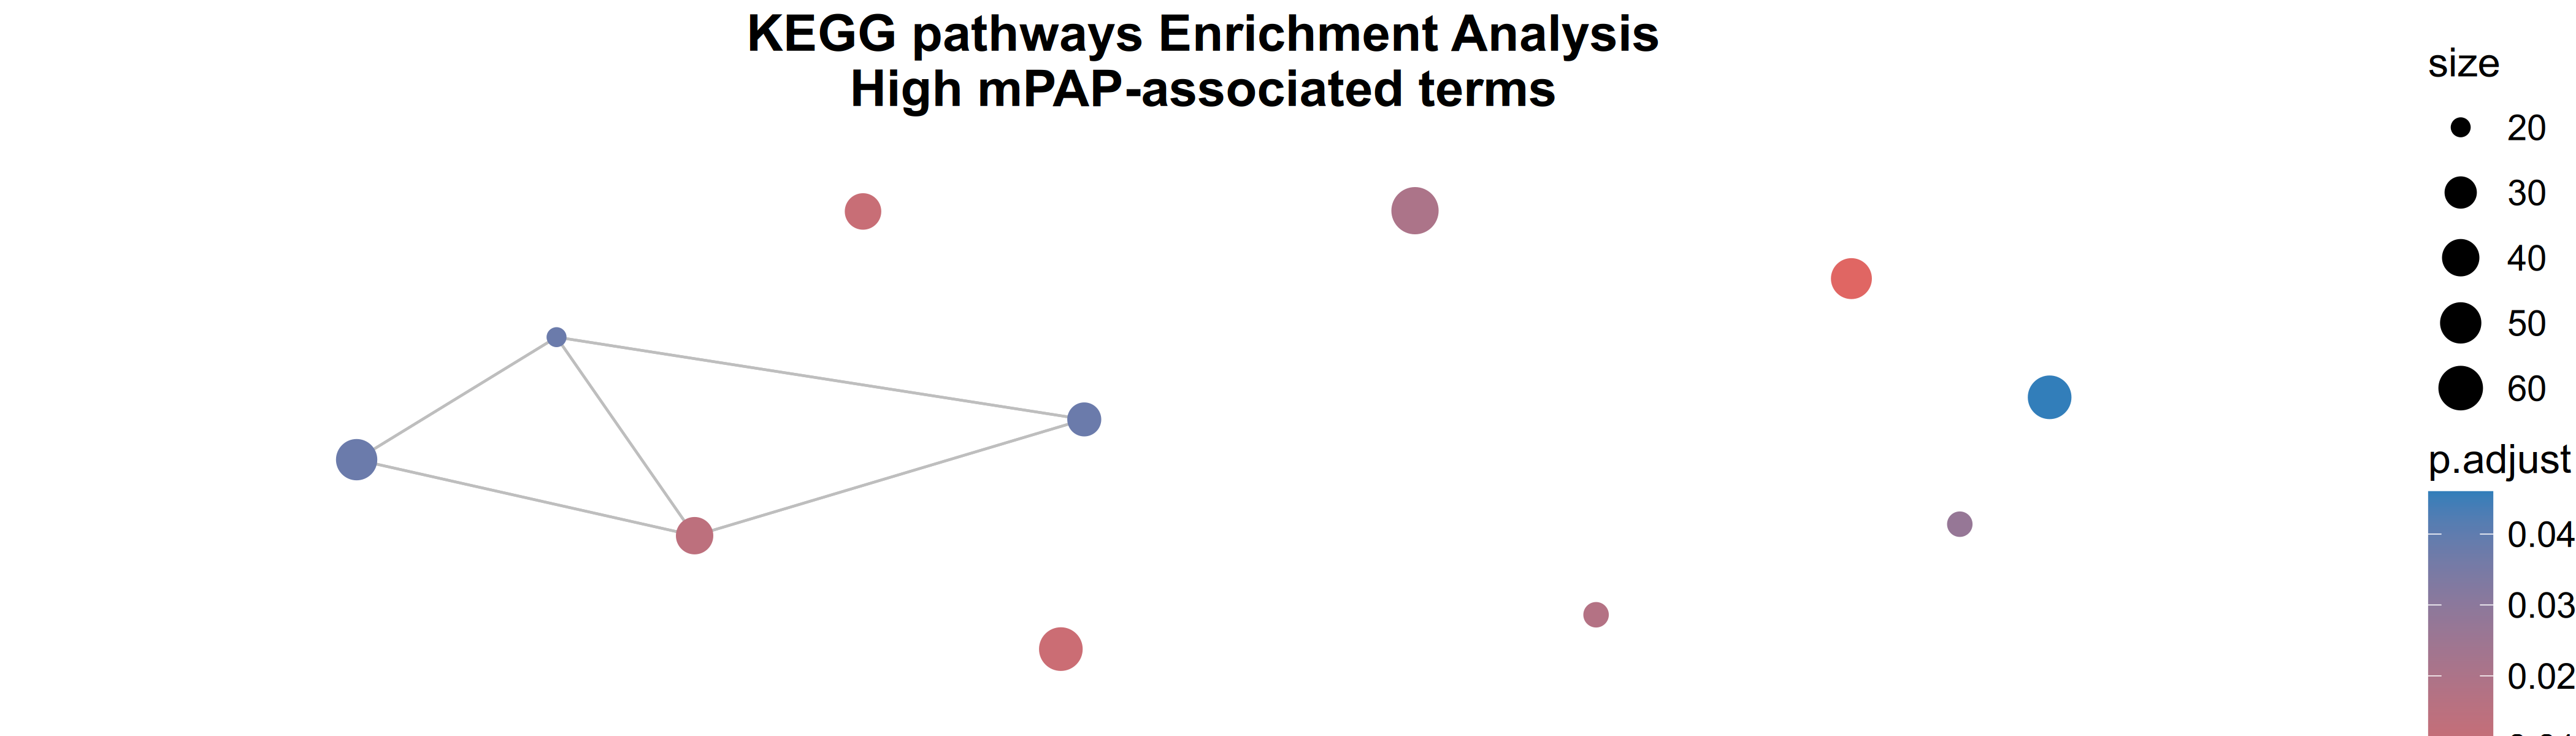 KEGG pathways Enrichment Analysis
High mPAP-associated terms
size
20
30
40
50
60
p.adjust
0.04
0.03
0.02